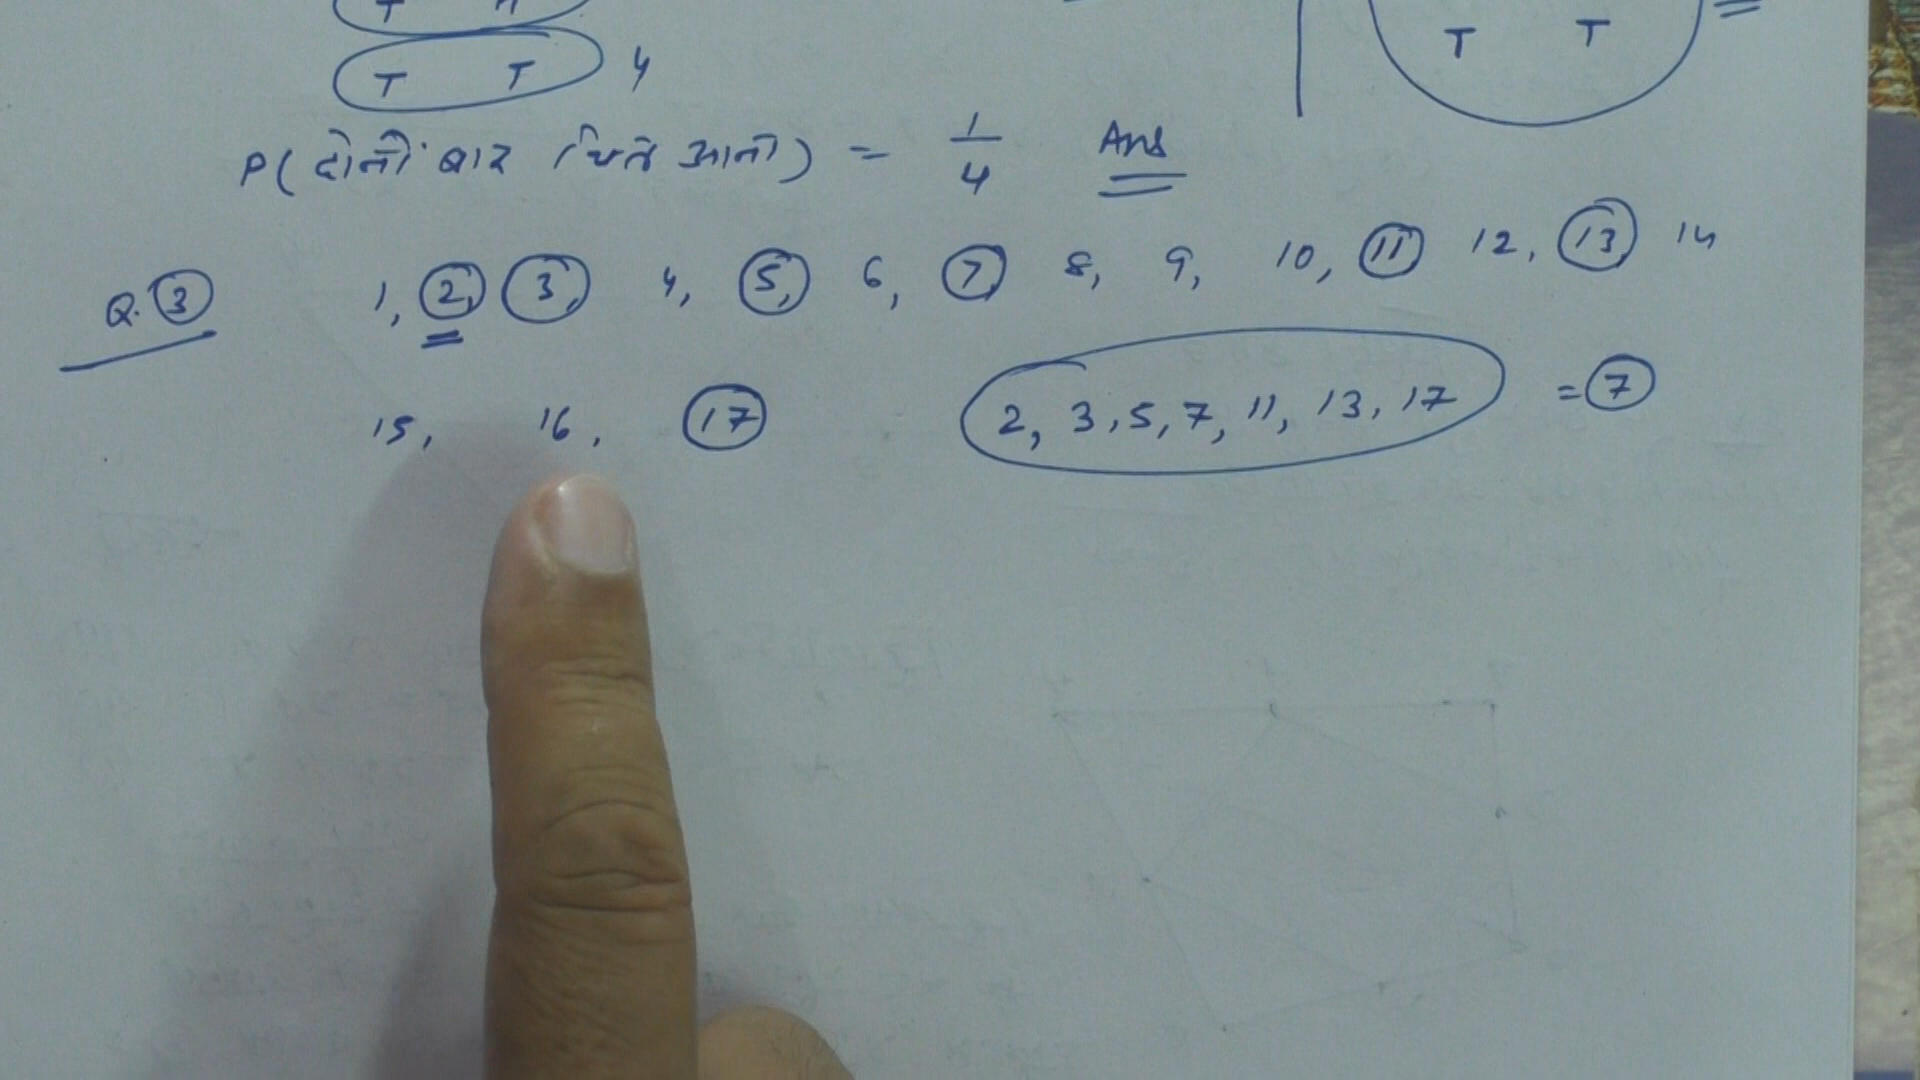 T H
T T 4
T T
P(दोनों बार चित आना) = 1/4 Ans
Q. 3 1, 2, 3, 4, 5, 6, 7 8, 9, 10, 11 12, 13 14
15, 16, 17 2, 3, 5, 7, 11, 13, 17 = 7